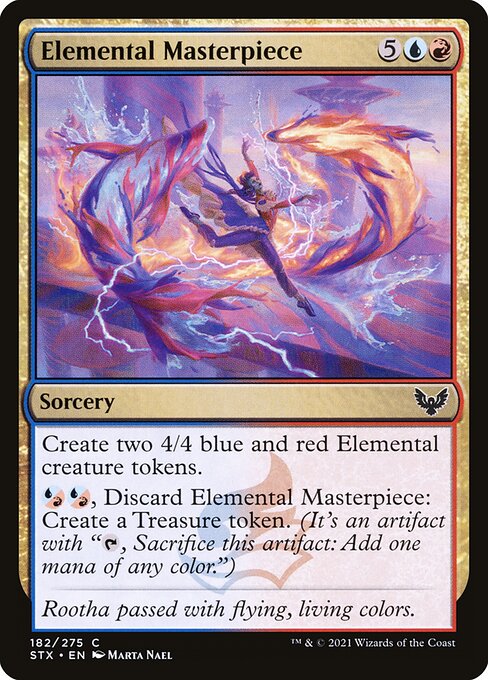 Elemental Masterpiece 5
Sorcery
Create two 4/4 blue and red Elemental
creature tokens.
, Discard Elemental Masterpiece:
Create a Treasure token. (It's an artifact
with “, Sacrifice this artifact: Add one
mana of any color.”)
Rootha passed with flying, living colors.
182/275 C
STX • EN Marta Nael
™ & © 2021 Wizards of the Coast